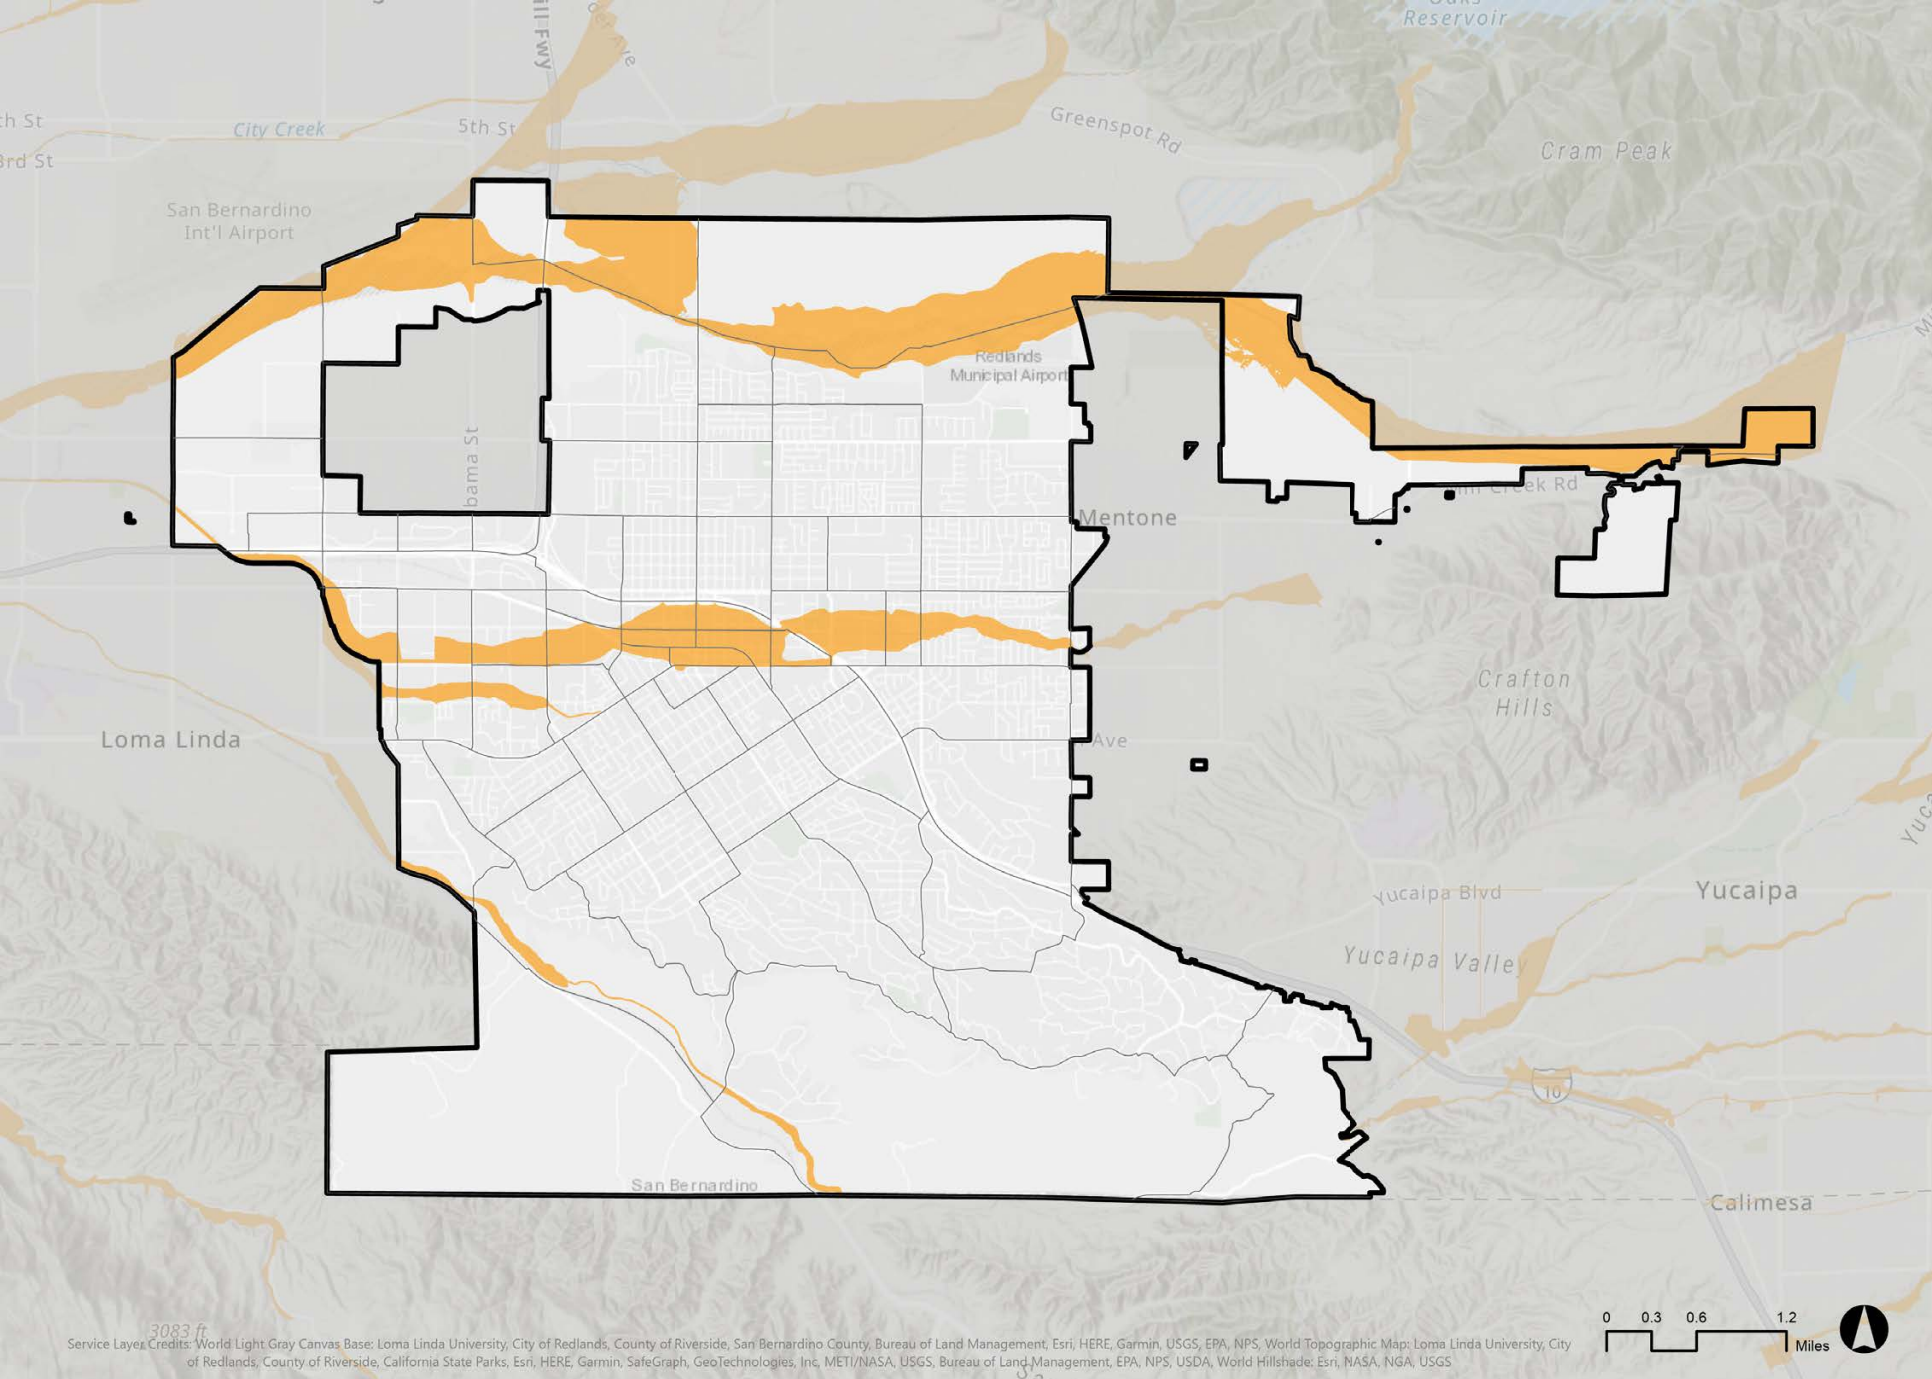 Reservoir
ill Fwy
th St
City Creek
5th St
Greenspot Rd
3rd St
Cram Peak
San Bernardino
Int'l Airport
Redlands
Municipal Airport
bama St
Creek Rd
Mentone
Crafton
Hills
Loma Linda
Ave
Yucaipa Blvd
Yucaipa
Yucaipa Valley
10
San Bernardino
Calimesa
3083 ft
0 0.3 0.6 1.2
Miles
Service Layer Credits: World Light Gray Canvas Base: Loma Linda University, City of Redlands, County of Riverside, San Bernardino County, Bureau of Land Management, Esri, HERE, Garmin, USGS, EPA, NPS, World Topographic Map: Loma Linda University, City
of Redlands, County of Riverside, California State Parks, Esri, HERE, Garmin, SafeGraph, GeoTechnologies, Inc, METI/NASA, USGS, Bureau of Land Management, EPA, NPS, USDA, World Hillshade: Esri, NASA, NGA, USGS